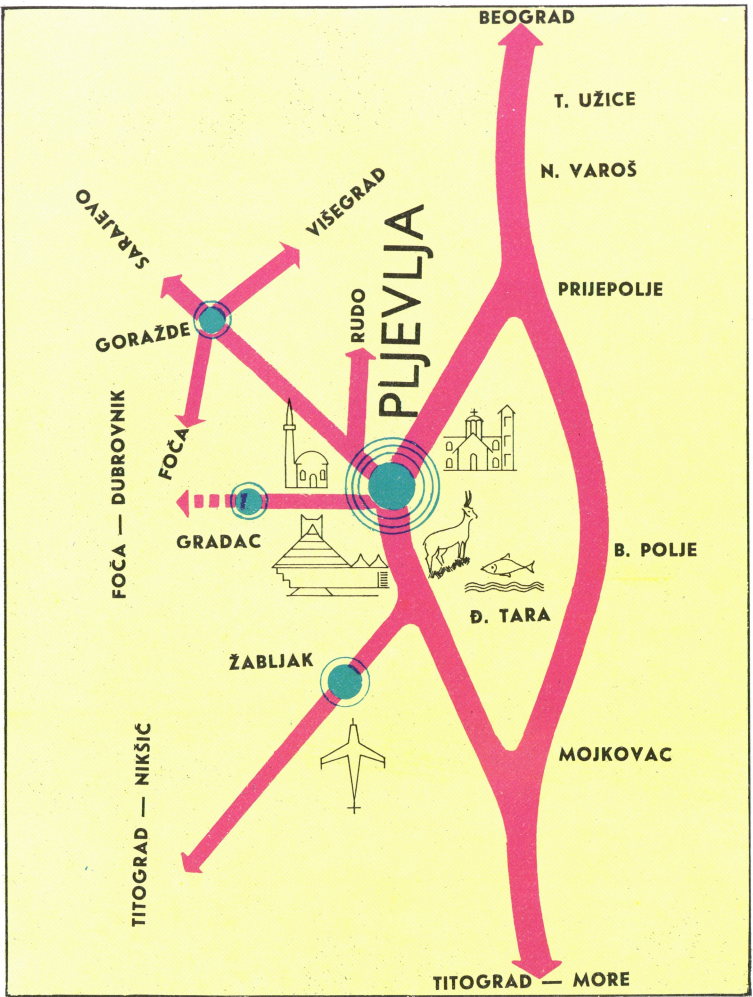 BEOGRAD
T. UŽICE
N. VAROŠ
SARAJEVO
VIŠEGRAD
PLJEVLJA
PRIJEPOLJE
RUDO
GORAŽDE
FOČA — DUBROVNIK
FOČA
GRADAC
B. POLJE
Đ. TARA
ŽABLJAK
MOJKOVAC
TITOGRAD — NIKŠIĆ
TITOGRAD — MORE